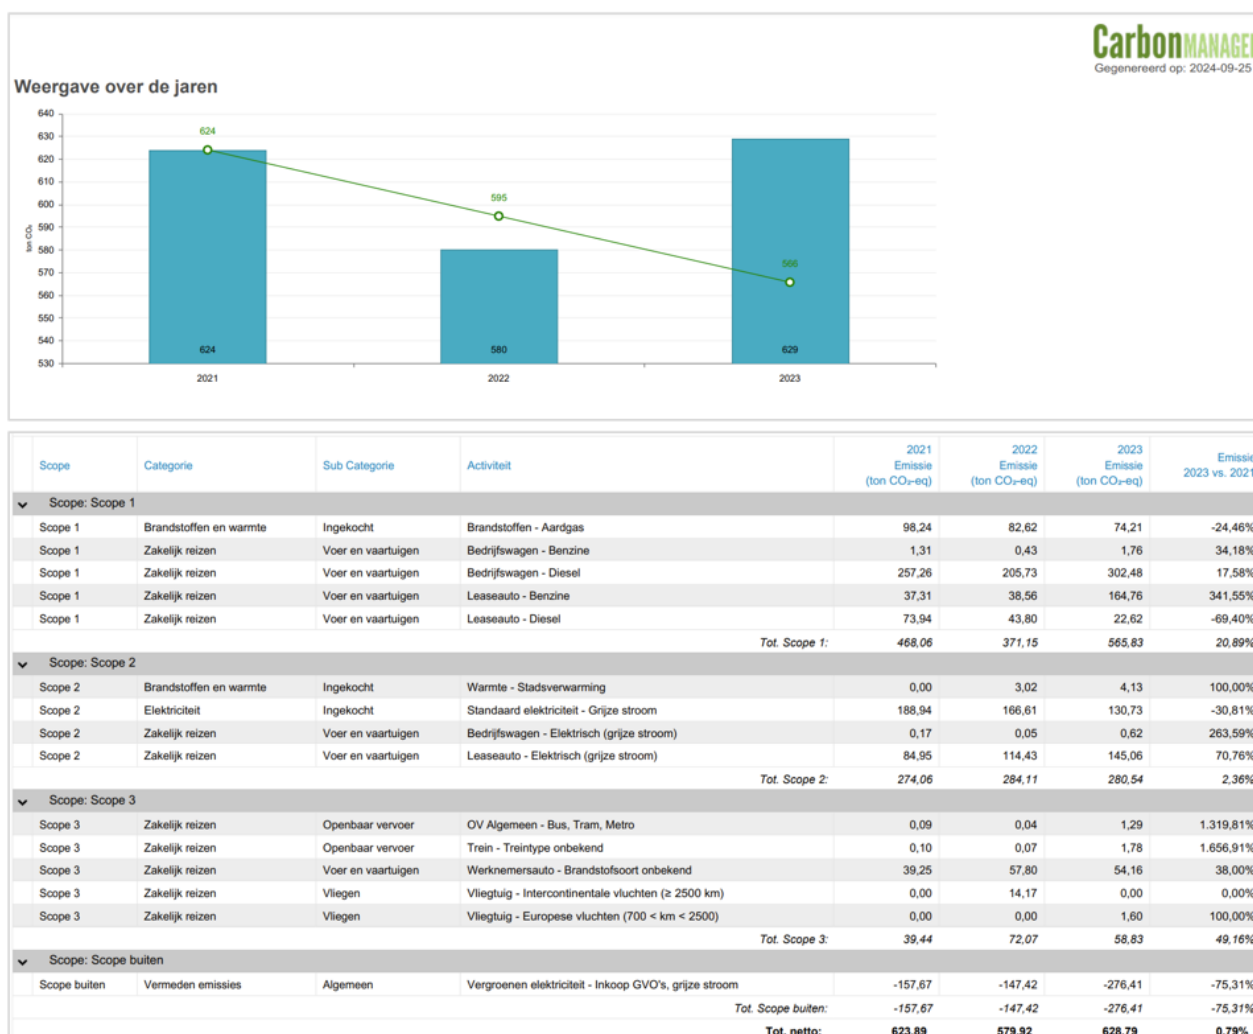 CarbonMANAGER
Gegenereerd op: 2024-09-25
Weergave over de jaren
ton CO₂
640
630
620
610
600
590
580
570
560
550
540
530
624
595
566
624
580
629
2021 2022 2023
Scope Categorie Sub Categorie Activiteit 2021 Emissie (ton CO₂-eq) 2022 Emissie (ton CO₂-eq) 2023 Emissie (ton CO₂-eq) Emissie 2023 vs. 2021
Scope: Scope 1
Scope 1 Brandstoffen en warmte Ingekocht Brandstoffen - Aardgas 98,24 82,62 74,21 -24,46%
Scope 1 Zakelijk reizen Voer en vaartuigen Bedrijfswagen - Benzine 1,31 0,43 1,76 34,18%
Scope 1 Zakelijk reizen Voer en vaartuigen Bedrijfswagen - Diesel 257,26 205,73 302,48 17,58%
Scope 1 Zakelijk reizen Voer en vaartuigen Leaseauto - Benzine 37,31 38,56 164,76 341,55%
Scope 1 Zakelijk reizen Voer en vaartuigen Leaseauto - Diesel 73,94 43,80 22,62 -69,40%
Tot. Scope 1: 468,06 371,15 565,83 20,89%
Scope: Scope 2
Scope 2 Brandstoffen en warmte Ingekocht Warmte - Stadsverwarming 0,00 3,02 4,13 100,00%
Scope 2 Elektriciteit Ingekocht Standaard elektriciteit - Grijze stroom 188,94 166,61 130,73 -30,81%
Scope 2 Zakelijk reizen Voer en vaartuigen Bedrijfswagen - Elektrisch (grijze stroom) 0,17 0,05 0,62 263,59%
Scope 2 Zakelijk reizen Voer en vaartuigen Leaseauto - Elektrisch (grijze stroom) 84,95 114,43 145,06 70,76%
Tot. Scope 2: 274,06 284,11 280,54 2,36%
Scope: Scope 3
Scope 3 Zakelijk reizen Openbaar vervoer OV Algemeen - Bus, Tram, Metro 0,09 0,04 1,29 1.319,81%
Scope 3 Zakelijk reizen Openbaar vervoer Trein - Treintype onbekend 0,10 0,07 1,78 1.656,91%
Scope 3 Zakelijk reizen Voer en vaartuigen Werknemersauto - Brandstofsoort onbekend 39,25 57,80 54,16 38,00%
Scope 3 Zakelijk reizen Vliegen Vliegtuig - Intercontinentale vluchten (≥ 2500 km) 0,00 14,17 0,00 0,00%
Scope 3 Zakelijk reizen Vliegen Vliegtuig - Europese vluchten (700 < km < 2500) 0,00 0,00 1,60 100,00%
Tot. Scope 3: 39,44 72,07 58,83 49,16%
Scope: Scope buiten
Scope buiten Vermeden emissies Algemeen Vergroenen elektriciteit - Inkoop GVO's, grijze stroom -157,67 -147,42 -276,41 -75,31%
Tot. Scope buiten: -157,67 -147,42 -276,41 -75,31%
Tot. netto: 623,89 579,92 628,79 0,79%